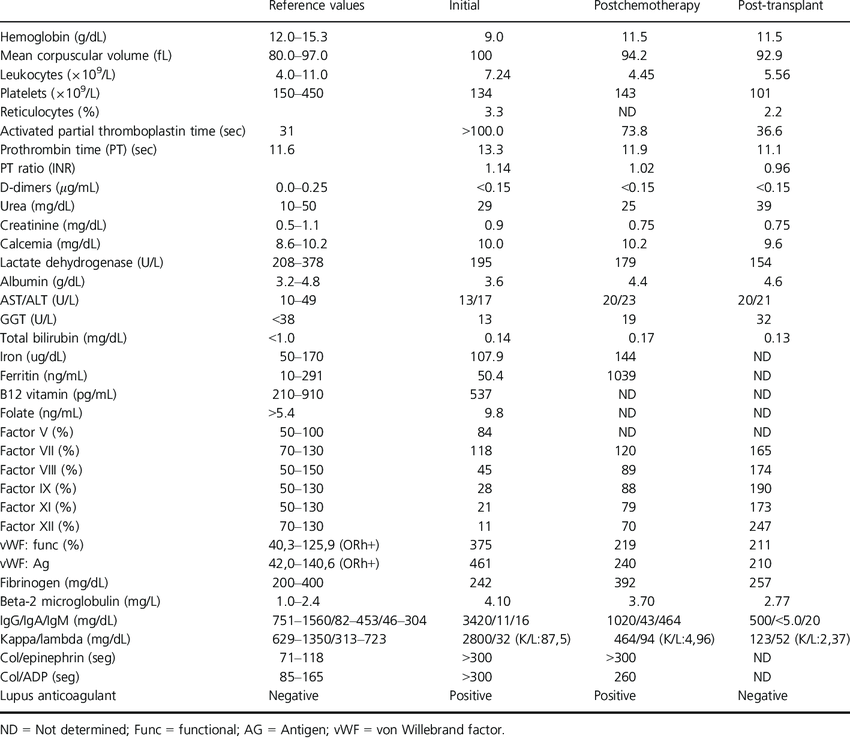 Reference values Initial Postchemotherapy Post-transplant
Hemoglobin (g/dL) 12.0–15.3 9.0 11.5 11.5
Mean corpuscular volume (fL) 80.0–97.0 100 94.2 92.9
Leukocytes (×10⁹/L) 4.0–11.0 7.24 4.45 5.56
Platelets (×10⁹/L) 150–450 134 143 101
Reticulocytes (%) 3.3 ND 2.2
Activated partial thromboplastin time (sec) 31 >100.0 73.8 36.6
Prothrombin time (PT) (sec) 11.6 13.3 11.9 11.1
PT ratio (INR) 1.14 1.02 0.96
D-dimers (μg/mL) 0.0–0.25 <0.15 <0.15 <0.15
Urea (mg/dL) 10–50 29 25 39
Creatinine (mg/dL) 0.5–1.1 0.9 0.75 0.75
Calcemia (mg/dL) 8.6–10.2 10.0 10.2 9.6
Lactate dehydrogenase (U/L) 208–378 195 179 154
Albumin (g/dL) 3.2–4.8 3.6 4.4 4.6
AST/ALT (U/L) 10–49 13/17 20/23 20/21
GGT (U/L) <38 13 19 32
Total bilirubin (mg/dL) <1.0 0.14 0.17 0.13
Iron (ug/dL) 50–170 107.9 144 ND
Ferritin (ng/mL) 10–291 50.4 1039 ND
B12 vitamin (pg/mL) 210–910 537 ND ND
Folate (ng/mL) >5.4 9.8 ND ND
Factor V (%) 50–100 84 ND ND
Factor VII (%) 70–130 118 120 165
Factor VIII (%) 50–150 45 89 174
Factor IX (%) 50–130 28 88 190
Factor XI (%) 50–130 21 79 173
Factor XII (%) 70–130 11 70 247
vWF: func (%) 40,3–125,9 (ORh+) 375 219 211
vWF: Ag 42,0–140,6 (ORh+) 461 240 210
Fibrinogen (mg/dL) 200–400 242 392 257
Beta-2 microglobulin (mg/L) 1.0–2.4 4.10 3.70 2.77
IgG/IgA/IgM (mg/dL) 751–1560/82–453/46–304 3420/11/16 1020/43/464 500/<5.0/20
Kappa/lambda (mg/dL) 629–1350/313–723 2800/32 (K/L:87,5) 464/94 (K/L:4,96) 123/52 (K/L:2,37)
Col/epinephrin (seg) 71–118 >300 >300 ND
Col/ADP (seg) 85–165 >300 260 ND
Lupus anticoagulant Negative Positive Positive Negative
ND = Not determined; Func = functional; AG = Antigen; vWF = von Willebrand factor.